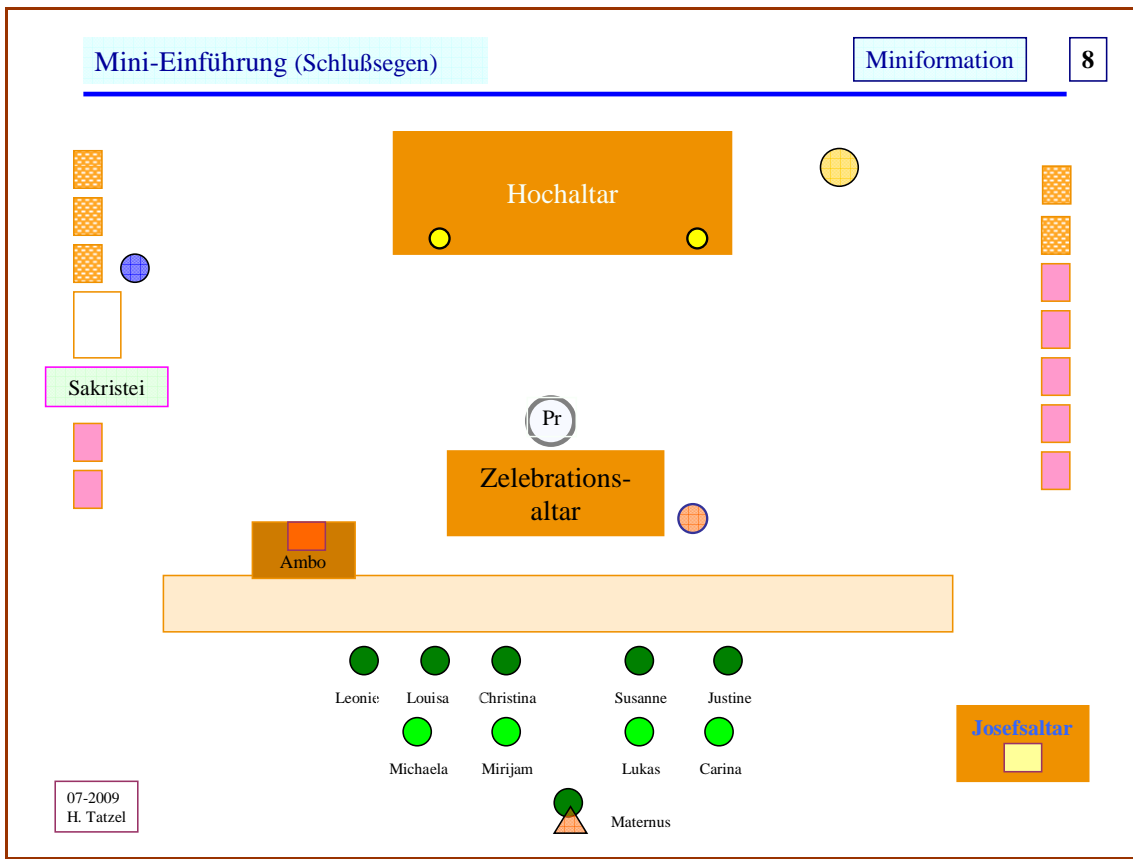 Mini-Einführung (Schlußsegen)
Miniformation
8
Hochaltar
Sakristei
Pr
Zelebrations-
altar
Ambo
Leonie Louisa Christina Susanne Justine
Michaela Mirijam Lukas Carina
Josefsaltar
07-2009
H. Tatzel
Maternus